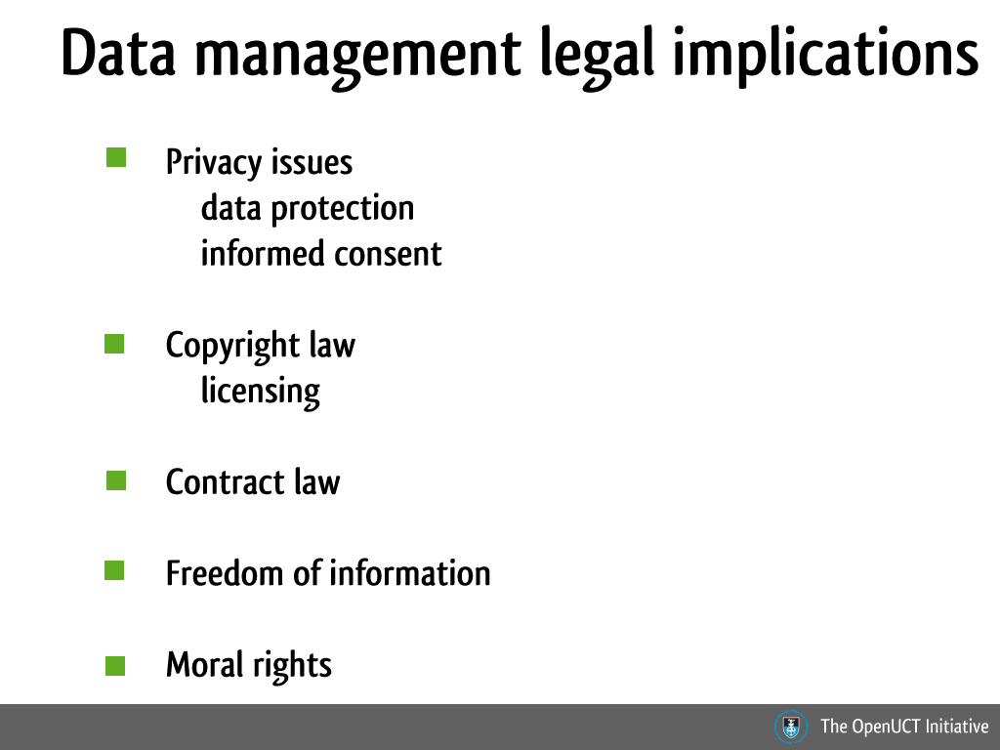 Data management legal implications
Privacy issues
data protection
informed consent
Copyright law
licensing
Contract law
Freedom of information
Moral rights
The OpenUCT Initiative